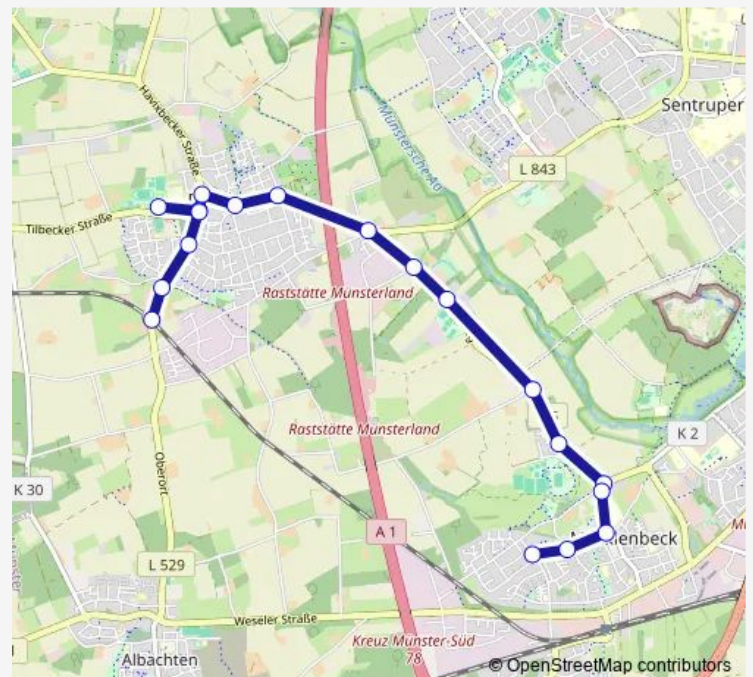 Sentruper
Havixbecker Straße
Münstersche Aa
L 843
Tilbecker Straße
Raststätte Münsterland
Raststätte Münsterland
K 2
K 30
Oberort
A 1
lenbeck
L 529
Weseler Straße
Kreuz Münster-Süd
78
Albachten
© OpenStreetMap contributors